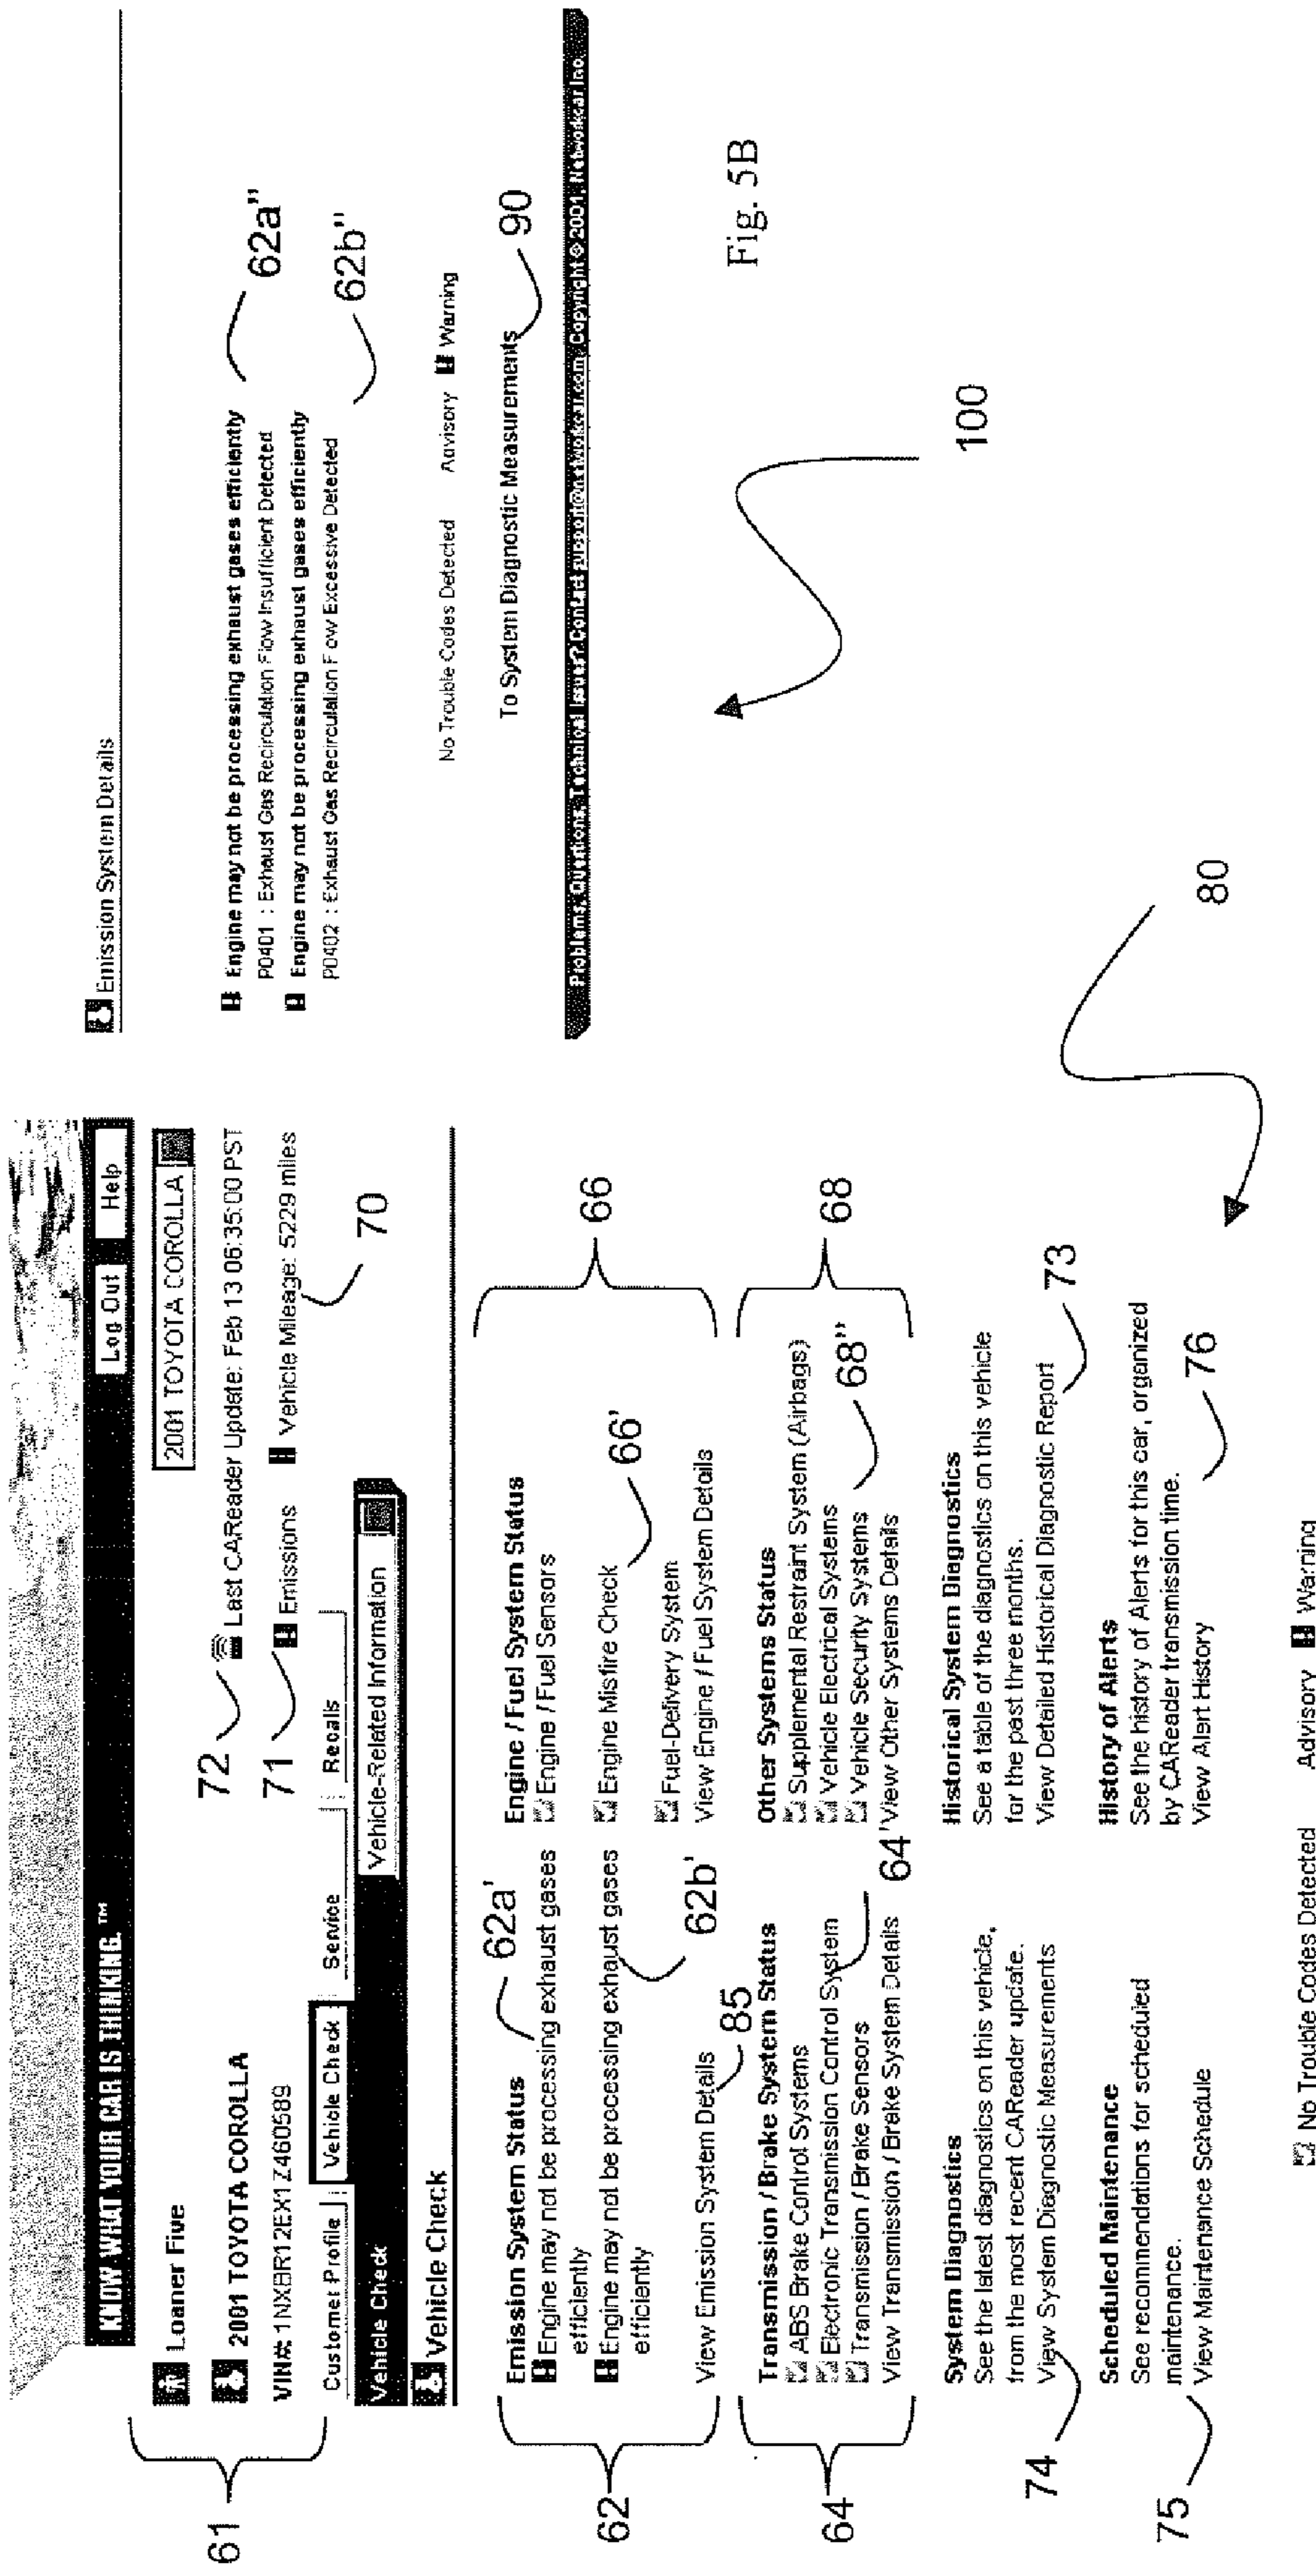 KNOW WHAT YOUR CAR IS THINKING. ™
Log Out
Help
Loaner Five
2001 TOYOTA COROLLA
2001 TOYOTA COROLLA
72
Last CAReader Update: Feb 13 06:35:00 PST
VIN#: 1NXBR12EX1Z460589
71
Emissions
Vehicle Mileage: 5229 miles
61
70
Customer Profile
Vehicle Check
Service
Recalls
Vehicle Check
Vehicle-Related Information
Vehicle Check
62a'
Emission System Status
Engine may not be processing exhaust gases
efficiently
Engine may not be processing exhaust gases
efficiently
62b'
View Emission System Details
85
62
Engine / Fuel System Status
Engine / Fuel Sensors
Engine Misfire Check
66'
Fuel-Delivery System
View Engine / Fuel System Details
66
Transmission / Brake System Status
ABS Brake Control Systems
Electronic Transmission Control System
Transmission / Brake Sensors
64'
View Transmission / Brake System Details
64
Other Systems Status
Supplemental Restraint System (Airbags)
Vehicle Electrical Systems
Vehicle Security Systems
68"
View Other Systems Details
68
System Diagnostics
See the latest diagnostics on this vehicle,
from the most recent CAReader update.
View System Diagnostic Measurements
74
Historical System Diagnostics
See a table of the diagnostics on this vehicle
for the past three months.
View Detailed Historical Diagnostic Report
73
Scheduled Maintenance
See recommendations for scheduled
maintenance.
View Maintenance Schedule
75
History of Alerts
See the history of Alerts for this car, organized
by CAReader transmission time.
View Alert History
76
80
No Trouble Codes Detected
Advisory
Warning
Emission System Details
Engine may not be processing exhaust gases efficiently
P0401 : Exhaust Gas Recirculation Flow Insufficient Detected
62a"
Engine may not be processing exhaust gases efficiently
P0402 : Exhaust Gas Recirculation Flow Excessive Detected
62b"
No Trouble Codes Detected
Advisory
Warning
To System Diagnostic Measurements
90
Problems, Questions, Technical Issues? Contact support@networkcar.com Copyright © 2001, Networkcar Inc
Fig. 5B
100